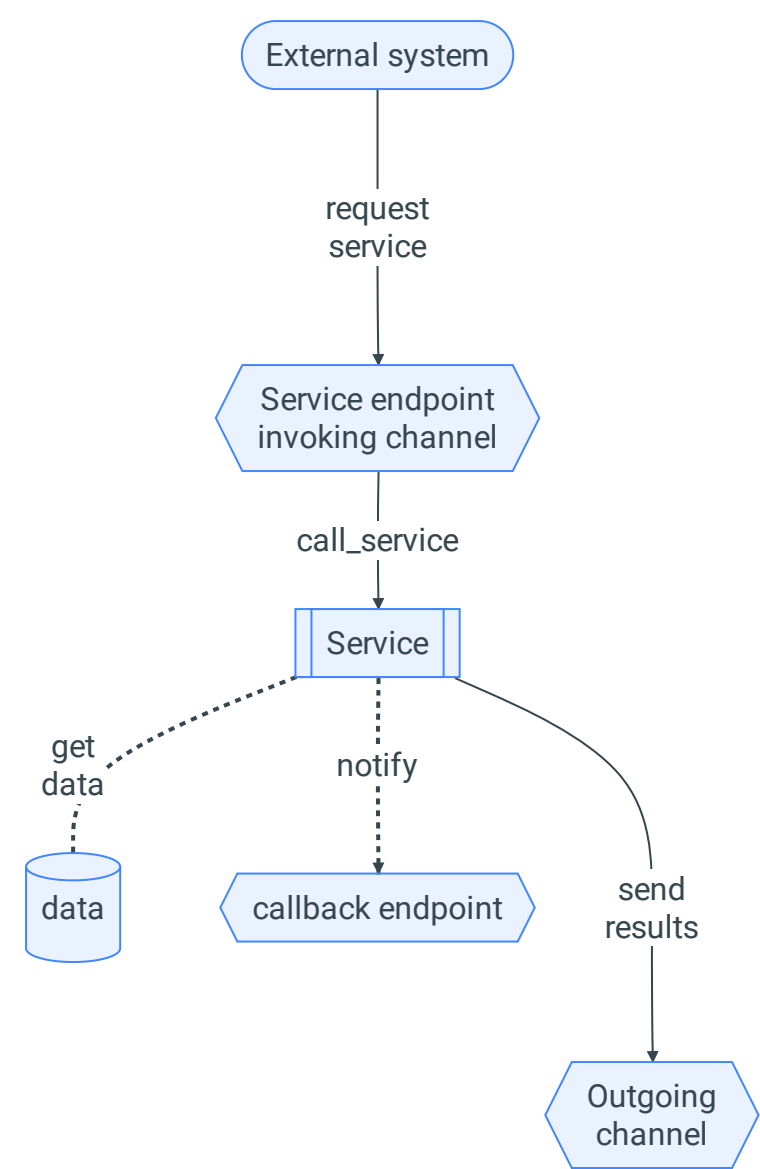 External system
request
service
Service endpoint
invoking channel
call_service
Service
get
data
notify
data
callback endpoint
send
results
Outgoing
channel